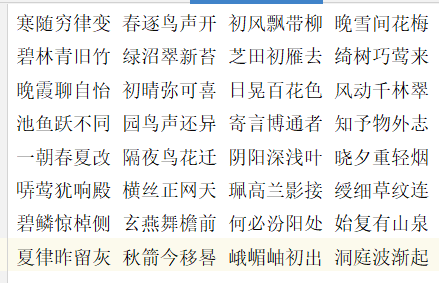 寒随穷律变 春逐鸟声开 初风飘带柳 晚雪间花梅
碧林青旧竹 绿沼翠新苔 芝田初雁去 绮树巧莺来
晚霞聊自怡 初晴弥可喜 日晃百花色 风动千林翠
池鱼跃不同 园鸟声还异 寄言博通者 知予物外志
一朝春夏改 隔夜鸟花迁 阴阳深浅叶 晓夕重轻烟
哢莺犹响殿 横丝正网天 珮高兰影接 绶细草纹连
碧鳞惊棹侧 玄燕舞檐前 何必汾阳处 始复有山泉
夏律昨留灰 秋箭今移晷 峨嵋岫初出 洞庭波渐起